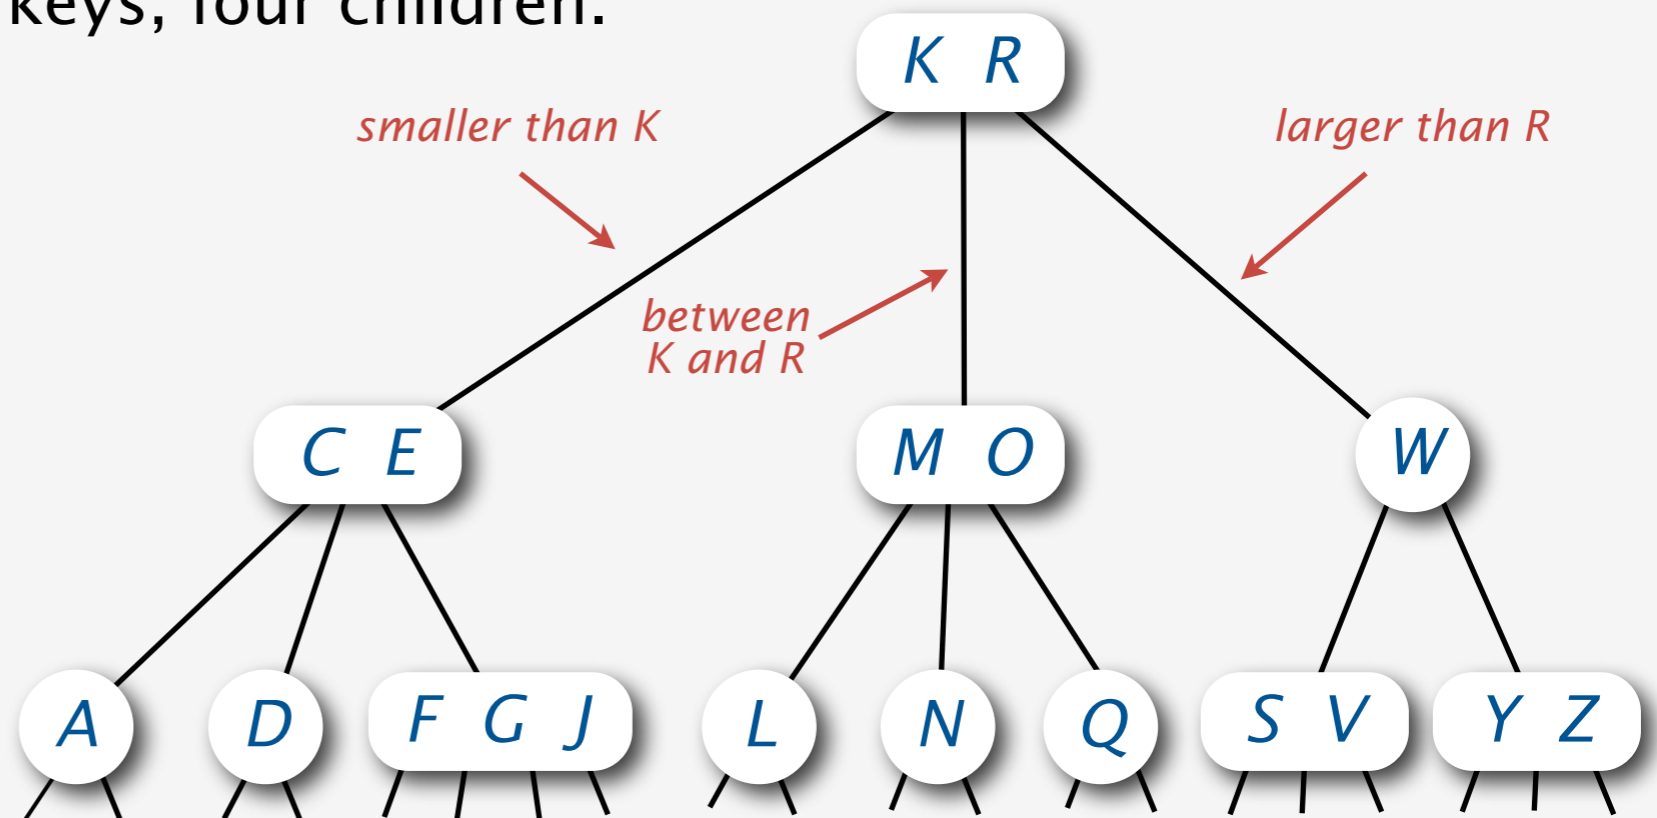 keys, four children.
K R
smaller than K
larger than R
between
K and R
C E
M O
W
A
D
F G J
L
N
Q
S V
Y Z